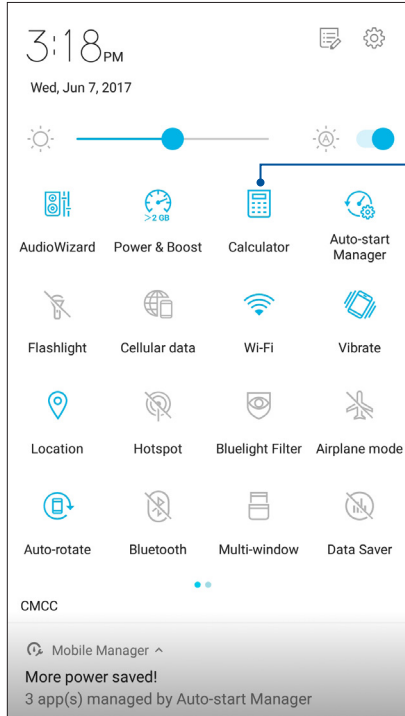 3:18PM
Wed, Jun 7, 2017
A
>2 GB
AudioWizard Power & Boost Calculator Auto-start
Manager
Flashlight Cellular data Wi-Fi Vibrate
Location Hotspot Bluelight Filter Airplane mode
Auto-rotate Bluetooth Multi-window Data Saver
CMCC
Mobile Manager
More power saved!
3 app(s) managed by Auto-start Manager